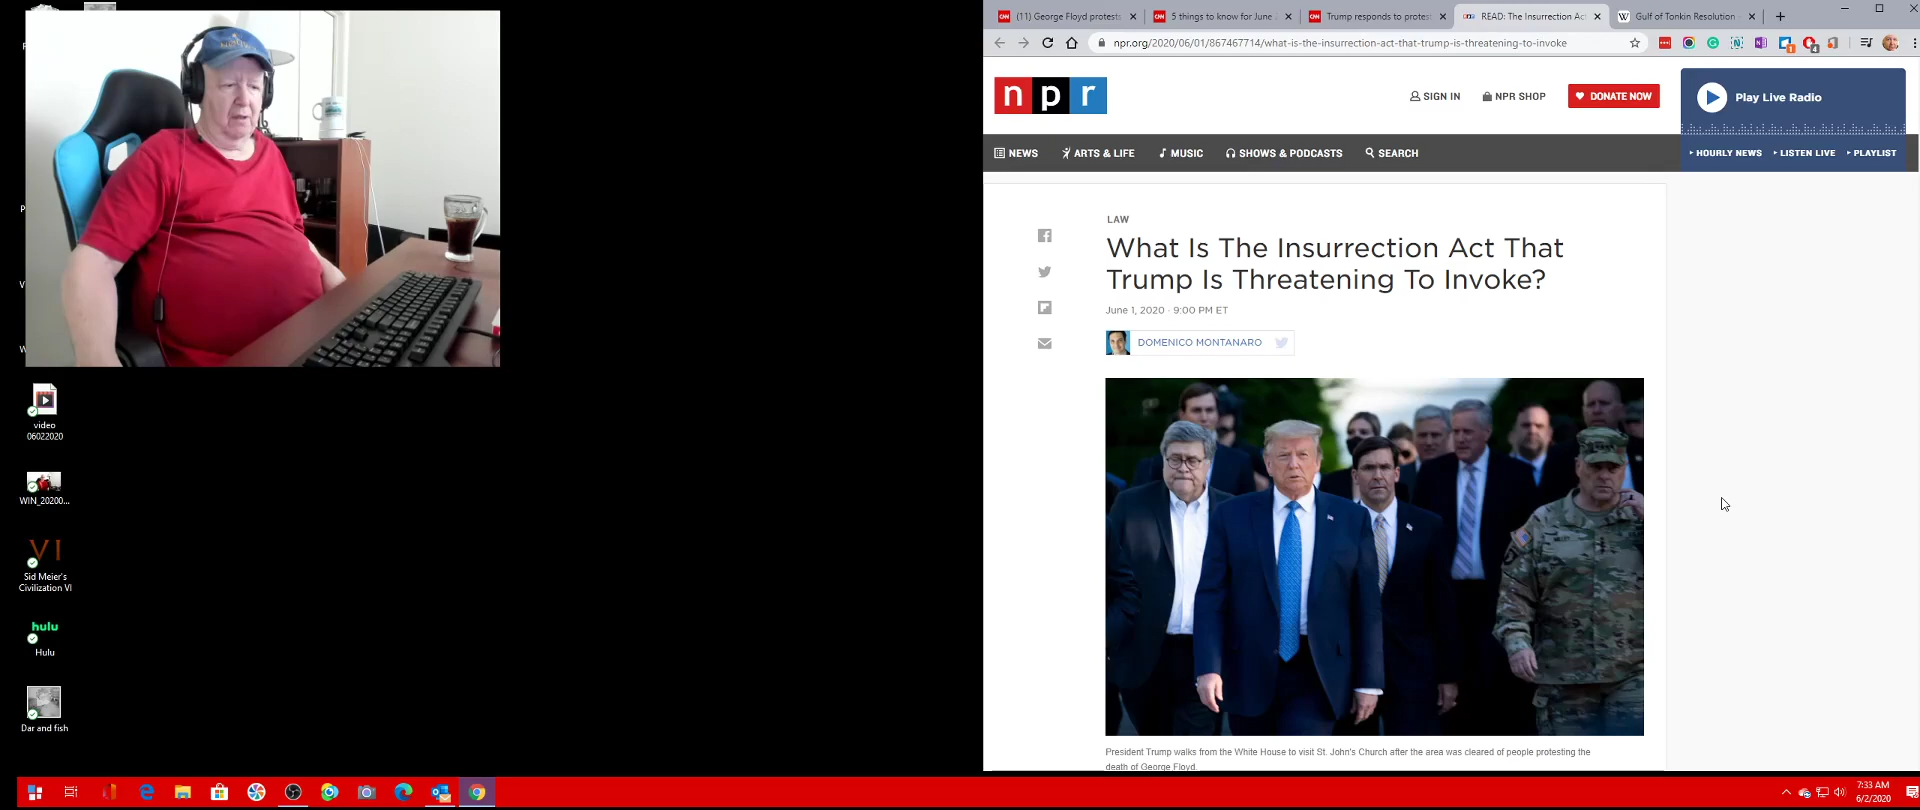 video
06022020
WIN_20200...
VI
Sid Meier's
Civilization VI
hulu
Hulu
Dar and fish
(11) George Floyd protests
5 things to know for June
Trump responds to protest
READ: The Insurrection Act
Gulf of Tonkin Resolution
npr.org/2020/06/01/867467714/what-is-the-insurrection-act-that-trump-is-threatening-to-invoke
npr
SIGN IN
NPR SHOP
DONATE NOW
Play Live Radio
NEWS
ARTS & LIFE
MUSIC
SHOWS & PODCASTS
SEARCH
HOURLY NEWS
LISTEN LIVE
PLAYLIST
LAW
What Is The Insurrection Act That
Trump Is Threatening To Invoke?
June 1, 2020 · 9:00 PM ET
DOMENICO MONTANARO
President Trump walks from the White House to visit St. John's Church after the area was cleared of people protesting the
death of George Floyd.
7:33 AM
6/2/2020